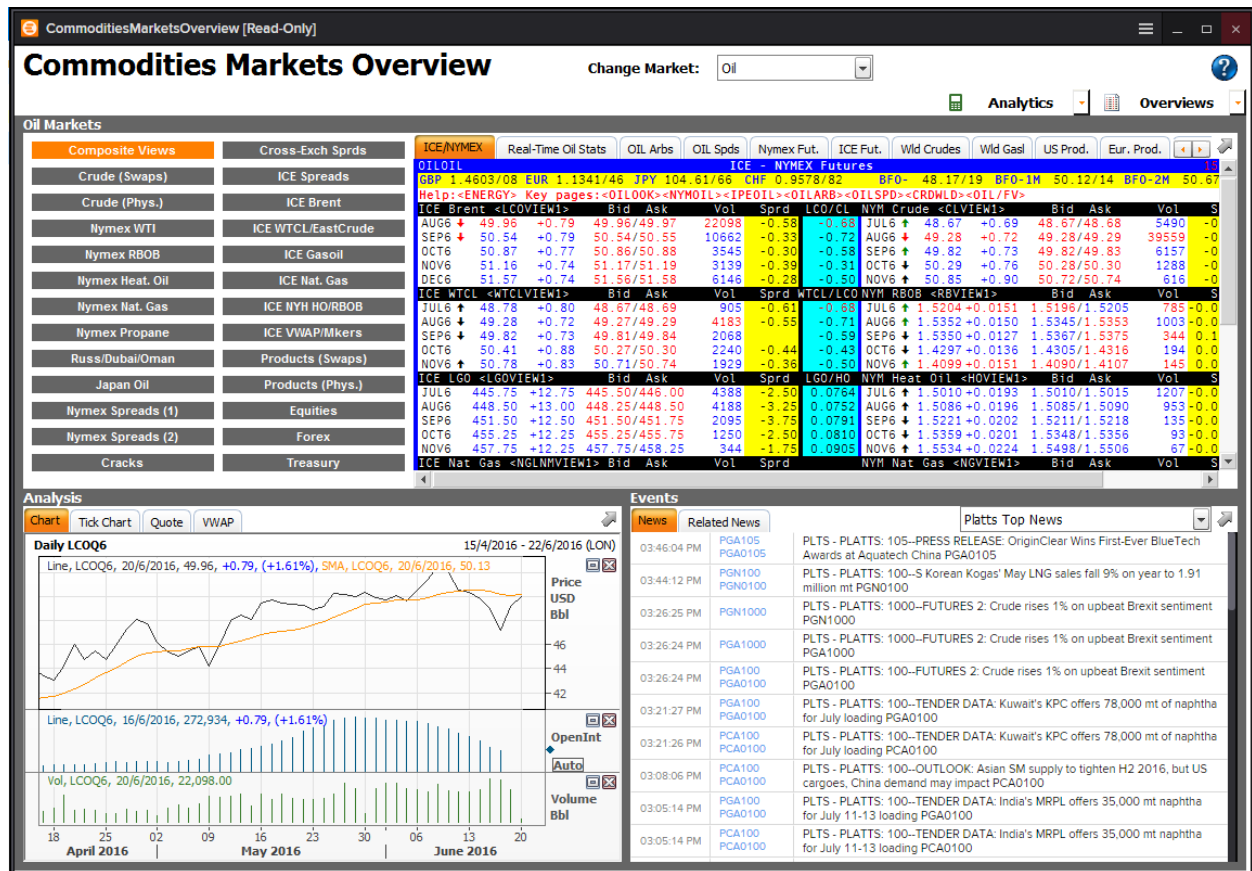 CommoditiesMarketsOverview [Read-Only]
Commodities Markets Overview
Change Market: Oil
Analytics
Overviews
Oil Markets
Composite Views Cross-Exch Sprds
Crude (Swaps) ICE Spreads
Crude (Phys.) ICE Brent
Nymex WTI ICE WTCL/EastCrude
Nymex RBOB ICE Gasoil
Nymex Heat. Oil ICE Nat. Gas
Nymex Nat. Gas ICE NYH HO/RBOB
Nymex Propane ICE VWAP/Mkers
Russ/Dubai/Oman Products (Swaps)
Japan Oil Products (Phys.)
Nymex Spreads (1) Equities
Nymex Spreads (2) Forex
Cracks Treasury
ICE/NYMEX Real-Time Oil Stats OIL Arbs OIL Spds Nymex Fut. ICE Fut. Wld Crudes Wld Gasl US Prod. Eur. Prod.
OILOIL ICE - NYMEX Futures 15
GBP 1.4603/08 EUR 1.1341/46 JPY 104.61/66 CHF 0.9578/82 BFO- 48.17/19 BFO-1M 50.12/14 BFO-2M 50.67
Help:<ENERGY> Key pages:<OILOOK><NYMOIL><IPEOIL><OILARB><OILSPD><CRDWLD><OIL/FV>
ICE Brent <LCOVIEW1> Bid Ask Vol Sprd LCO/CL NYM Crude <CLVIEW1> Bid Ask Vol S
AUG6 49.96 +0.79 49.96/49.97 22098 -0.58 -0.68 JUL6 48.67 +0.69 48.67/48.68 5490 -0
SEP6 50.54 +0.79 50.54/50.55 10662 -0.33 -0.72 AUG6 49.28 +0.72 49.28/49.29 39559 -0
OCT6 50.87 +0.77 50.86/50.88 3545 -0.30 -0.58 SEP6 49.82 +0.73 49.82/49.83 6157 -0
NOV6 51.16 +0.74 51.17/51.19 3139 -0.39 -0.31 OCT6 50.29 +0.76 50.28/50.30 1288 -0
DEC6 51.57 +0.74 51.56/51.58 6146 -0.28 -0.50 NOV6 50.85 +0.90 50.72/50.74 616 -0
ICE WTCL <WTCLVIEW1> Bid Ask Vol Sprd WTCL/LCO NYM RBOB <RBVIEW1> Bid Ask Vol S
JUL6 48.78 +0.80 48.67/48.69 905 -0.61 -0.68 JUL6 1.5204 +0.0151 1.5196/1.5205 785 -0.0
AUG6 49.28 +0.72 49.27/49.29 4183 -0.55 -0.71 AUG6 1.5352 +0.0150 1.5345/1.5353 1003 -0.0
SEP6 49.82 +0.73 49.81/49.84 2068 -0.59 SEP6 1.5350 +0.0127 1.5367/1.5375 344 0.1
OCT6 50.41 +0.88 50.27/50.30 2240 -0.44 -0.43 OCT6 1.4297 +0.0136 1.4305/1.4316 194 0.0
NOV6 50.78 +0.83 50.71/50.74 1929 -0.36 -0.50 NOV6 1.4099 +0.0151 1.4090/1.4107 145 0.0
ICE LGO <LGOVIEW1> Bid Ask Vol Sprd LGO/HO NYM Heat Oil <HOVIEW1> Bid Ask Vol S
JUL6 445.75 +12.75 445.50/446.00 4388 -2.50 0.0764 JUL6 1.5010 +0.0193 1.5010/1.5015 1207 -0.0
AUG6 448.50 +13.00 448.25/448.50 4188 -3.25 0.0752 AUG6 1.5086 +0.0196 1.5085/1.5090 953 -0.0
SEP6 451.50 +12.50 451.50/451.75 2095 -3.75 0.0791 SEP6 1.5221 +0.0202 1.5211/1.5218 135 -0.0
OCT6 455.25 +12.25 455.25/455.75 1250 -2.50 0.0810 OCT6 1.5359 +0.0201 1.5348/1.5356 93 -0.0
NOV6 457.75 +12.25 457.75/458.25 344 -1.75 0.0905 NOV6 1.5534 +0.0224 1.5498/1.5506 67 -0.0
ICE Nat Gas <NGLNMVIEW1> Bid Ask Vol Sprd NYM Nat Gas <NGVIEW1> Bid Ask Vol S
Analysis
Chart Tick Chart Quote VWAP
Daily LCOQ6 15/4/2016 - 22/6/2016 (LON)
Line, LCOQ6, 20/6/2016, 49.96, +0.79, (+1.61%), SMA, LCOQ6, 20/6/2016, 50.13
Price
USD
Bbl
46
44
42
Line, LCOQ6, 16/6/2016, 272,934, +0.79, (+1.61%)
OpenInt
Auto
Vol, LCOQ6, 20/6/2016, 22,098.00
Volume
Bbl
18 25 02 09 16 23 30 06 13 20
April 2016 May 2016 June 2016
Events
News Related News Platts Top News
03:46:04 PM PGA105 PLTS - PLATTS: 105--PRESS RELEASE: OriginClear Wins First-Ever BlueTech
PGA0105 Awards at Aquatech China PGA0105
03:44:12 PM PGN100 PLTS - PLATTS: 100--S Korean Kogas' May LNG sales fall 9% on year to 1.91
PGN0100 million mt PGN0100
03:26:25 PM PGN1000 PLTS - PLATTS: 1000--FUTURES 2: Crude rises 1% on upbeat Brexit sentiment
PGN1000
03:26:24 PM PGA1000 PLTS - PLATTS: 1000--FUTURES 2: Crude rises 1% on upbeat Brexit sentiment
PGA1000
03:26:24 PM PGA100 PLTS - PLATTS: 100--FUTURES 2: Crude rises 1% on upbeat Brexit sentiment
PGA0100 PGA0100
03:21:27 PM PGA100 PLTS - PLATTS: 100--TENDER DATA: Kuwait's KPC offers 78,000 mt of naphtha
PGA0100 for July loading PGA0100
03:21:26 PM PCA100 PLTS - PLATTS: 100--TENDER DATA: Kuwait's KPC offers 78,000 mt of naphtha
PCA0100 for July loading PCA0100
03:08:06 PM PCA100 PLTS - PLATTS: 100--OUTLOOK: Asian SM supply to tighten H2 2016, but US
PCA0100 cargoes, China demand may impact PCA0100
03:05:14 PM PGA100 PLTS - PLATTS: 100--TENDER DATA: India's MRPL offers 35,000 mt naphtha
PGA0100 for July 11-13 loading PGA0100
03:05:14 PM PCA100 PLTS - PLATTS: 100--TENDER DATA: India's MRPL offers 35,000 mt naphtha
PCA0100 for July 11-13 loading PCA0100